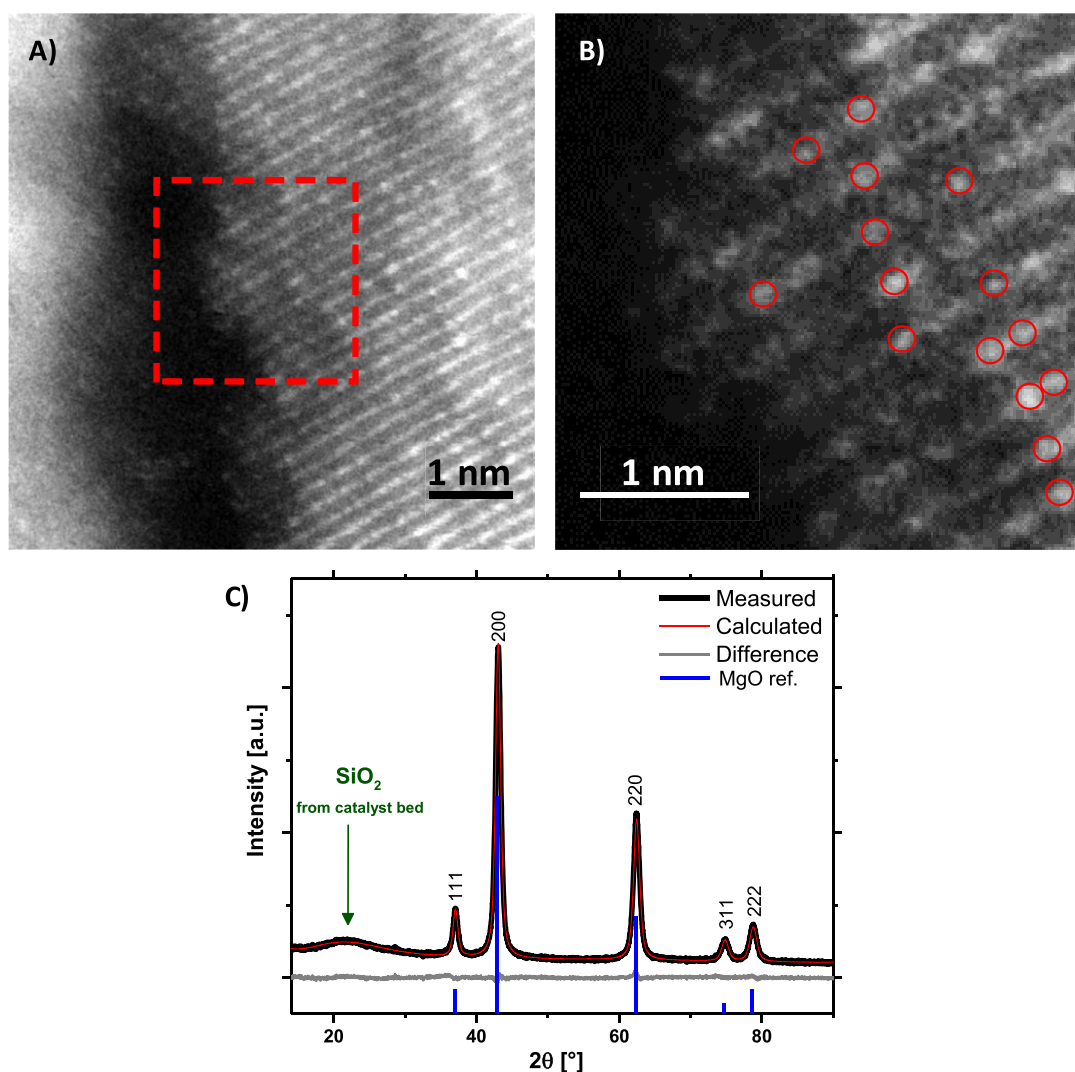 A)
1 nm
B)
1 nm
C)
Intensity [a.u.]
Measured
Calculated
Difference
MgO ref.
SiO₂
from catalyst bed
111
200
220
311
222
20
40
60
80
2θ [°]